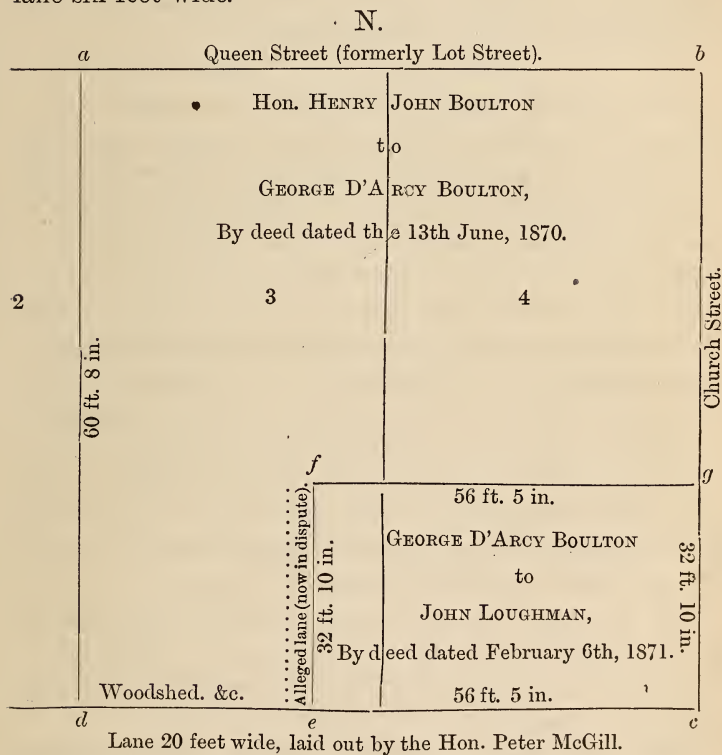 lane six feet wide.
N.
a Queen Street (formerly Lot Street). b
Hon. HENRY JOHN BOULTON
to
GEORGE D'ARCY BOULTON,
By deed dated the 13th June, 1870.
2 3 4
60 ft. 8 in.
Church Street.
f g
56 ft. 5 in.
Alleged lane (now in dispute).
32 ft. 10 in.
GEORGE D'ARCY BOULTON
to
JOHN LOUGHMAN,
By deed dated February 6th, 1871.
32 ft. 10 in.
Woodshed. &c. 56 ft. 5 in.
d e c
Lane 20 feet wide, laid out by the Hon. Peter McGill.